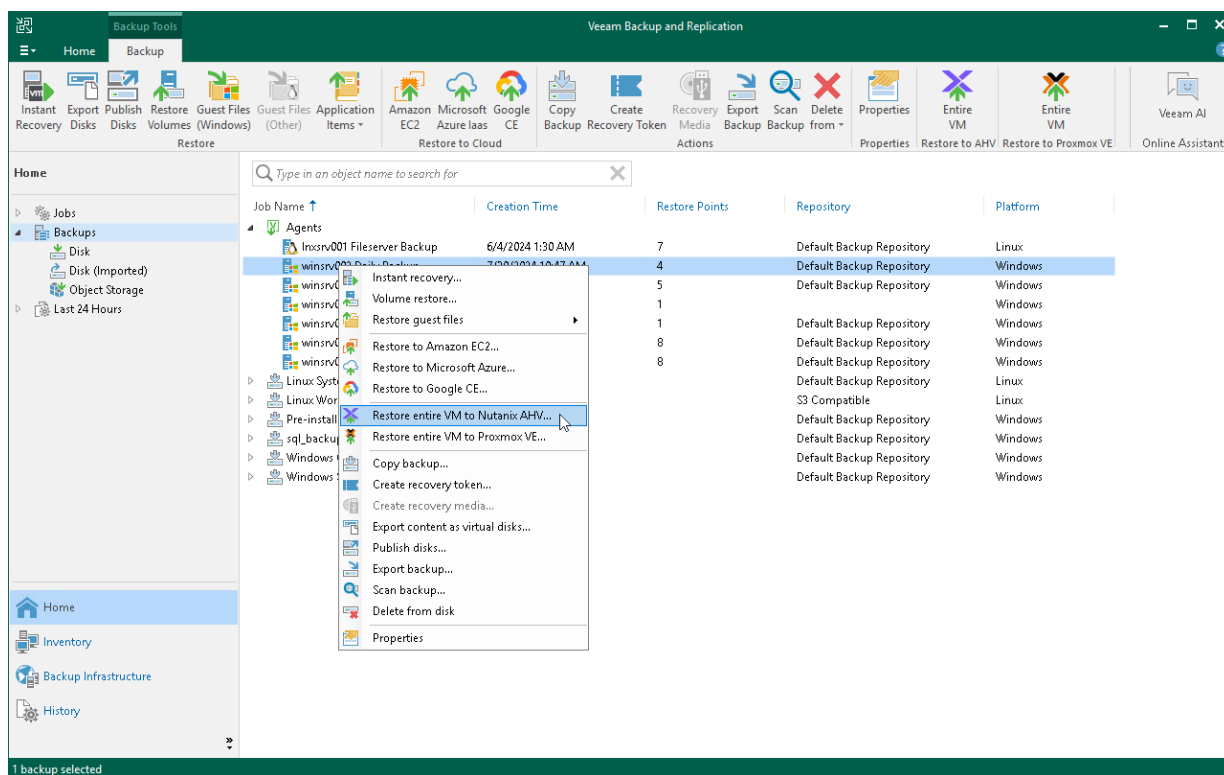 Backup Tools
Veeam Backup and Replication
Home
Backup
Instant Recovery
Export Disks
Publish Disks
Restore Volumes
Guest Files (Windows)
Guest Files (Other)
Application Items
Amazon EC2
Microsoft Azure Iaas
Google CE
Copy Backup
Create Recovery Token
Recovery Media
Export Backup
Scan Backup
Delete from
Properties
Entire VM
Entire VM
Veeam AI
Restore
Restore to Cloud
Actions
Properties
Restore to AHV
Restore to Proxmox VE
Online Assistant
Home
Jobs
Backups
Disk
Disk (Imported)
Object Storage
Last 24 Hours
Home
Inventory
Backup Infrastructure
History
Type in an object name to search for
Job Name Creation Time Restore Points Repository Platform
Agents
lnxsrv001 Fileserver Backup 6/4/2024 1:30 AM 7 Default Backup Repository Linux
4 Default Backup Repository Windows
5 Default Backup Repository Windows
1 Windows
1 Default Backup Repository Windows
8 Default Backup Repository Windows
8 Default Backup Repository Windows
Linux Default Backup Repository Linux
Linux S3 Compatible Linux
Default Backup Repository Windows
Default Backup Repository Windows
Windows Default Backup Repository Windows
Windows Default Backup Repository Windows
Instant recovery...
Volume restore...
Restore guest files
Restore to Amazon EC2...
Restore to Microsoft Azure...
Restore to Google CE...
Restore entire VM to Nutanix AHV...
Restore entire VM to Proxmox VE...
Copy backup...
Create recovery token...
Create recovery media...
Export content as virtual disks...
Publish disks...
Export backup...
Scan backup...
Delete from disk
Properties
1 backup selected